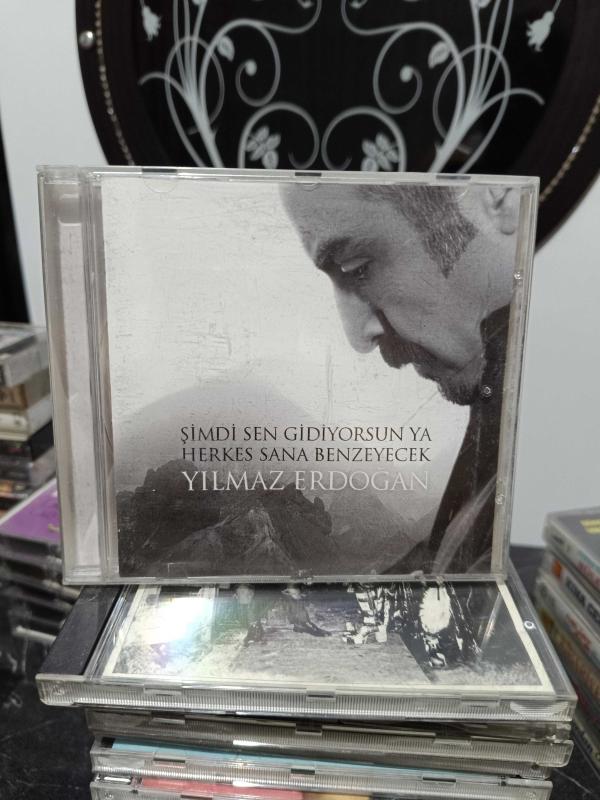 ŞİMDİ SEN GİDİYORSUN YA
HERKES SANA BENZEYECEK
YILMAZ ERDOĞAN